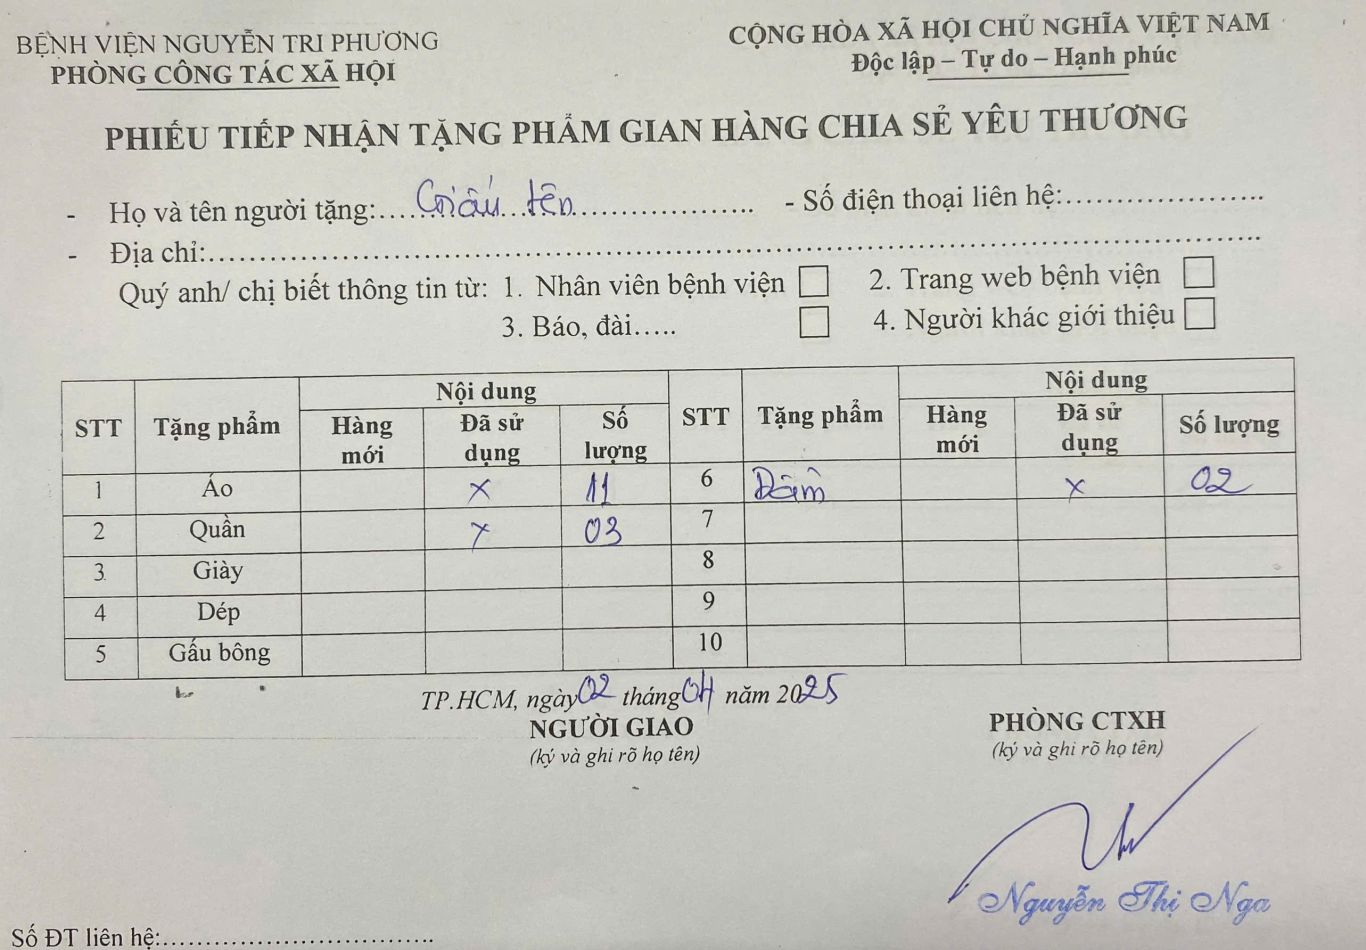 BỆNH VIỆN NGUYỄN TRI PHƯƠNG
PHÒNG CÔNG TÁC XÃ HỘI
CỘNG HÒA XÃ HỘI CHỦ NGHĨA VIỆT NAM
Độc lập – Tự do – Hạnh phúc
PHIẾU TIẾP NHẬN TẶNG PHẨM GIAN HÀNG CHIA SẺ YÊU THƯƠNG
- Họ và tên người tặng:....Giấu tên.................... - Số điện thoại liên hệ:....................
- Địa chỉ:..........................................................................................
Quý anh/ chị biết thông tin từ: 1. Nhân viên bệnh viện ☐ 2. Trang web bệnh viện ☐
3. Báo, đài..... ☐ 4. Người khác giới thiệu ☐
STT Tặng phẩm Nội dung STT Tặng phẩm Nội dung
Hàng mới Đã sử dụng Số lượng Hàng mới Đã sử dụng Số lượng
1 Áo x 11 6 Đầm x 02
2 Quần x 03 7
3 Giày 8
4 Dép 9
5 Gấu bông 10
TP.HCM, ngày 02 tháng 04 năm 2025
NGƯỜI GIAO
(ký và ghi rõ họ tên)
PHÒNG CTXH
(ký và ghi rõ họ tên)
Nguyễn Thị Nga
Số ĐT liên hệ:..................................